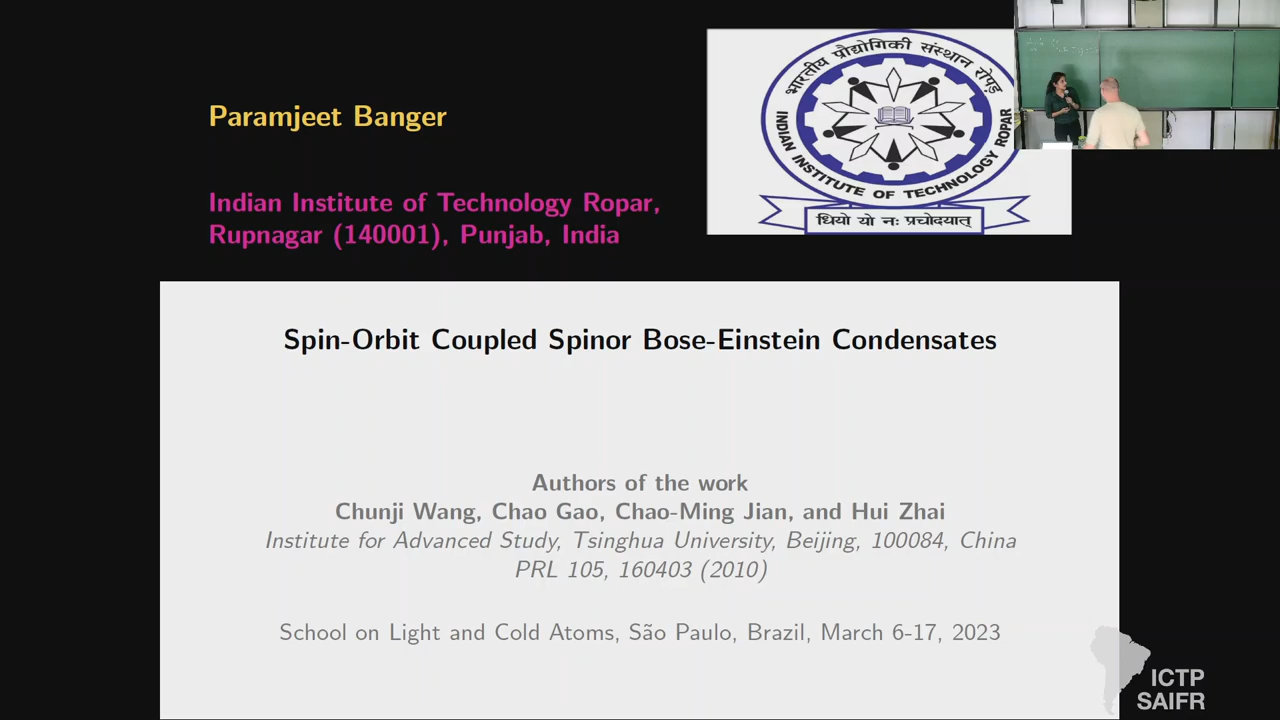 Paramjeet Banger
Indian Institute of Technology Ropar,
Rupnagar (140001), Punjab, India
भारतीय प्रौद्योगिकी संस्थान रोपड़
INDIAN INSTITUTE OF TECHNOLOGY ROPAR
धियो यो नः प्रचोदयात्
Spin-Orbit Coupled Spinor Bose-Einstein Condensates
Authors of the work
Chunji Wang, Chao Gao, Chao-Ming Jian, and Hui Zhai
Institute for Advanced Study, Tsinghua University, Beijing, 100084, China
PRL 105, 160403 (2010)
School on Light and Cold Atoms, São Paulo, Brazil, March 6-17, 2023
ICTP
SAIFR